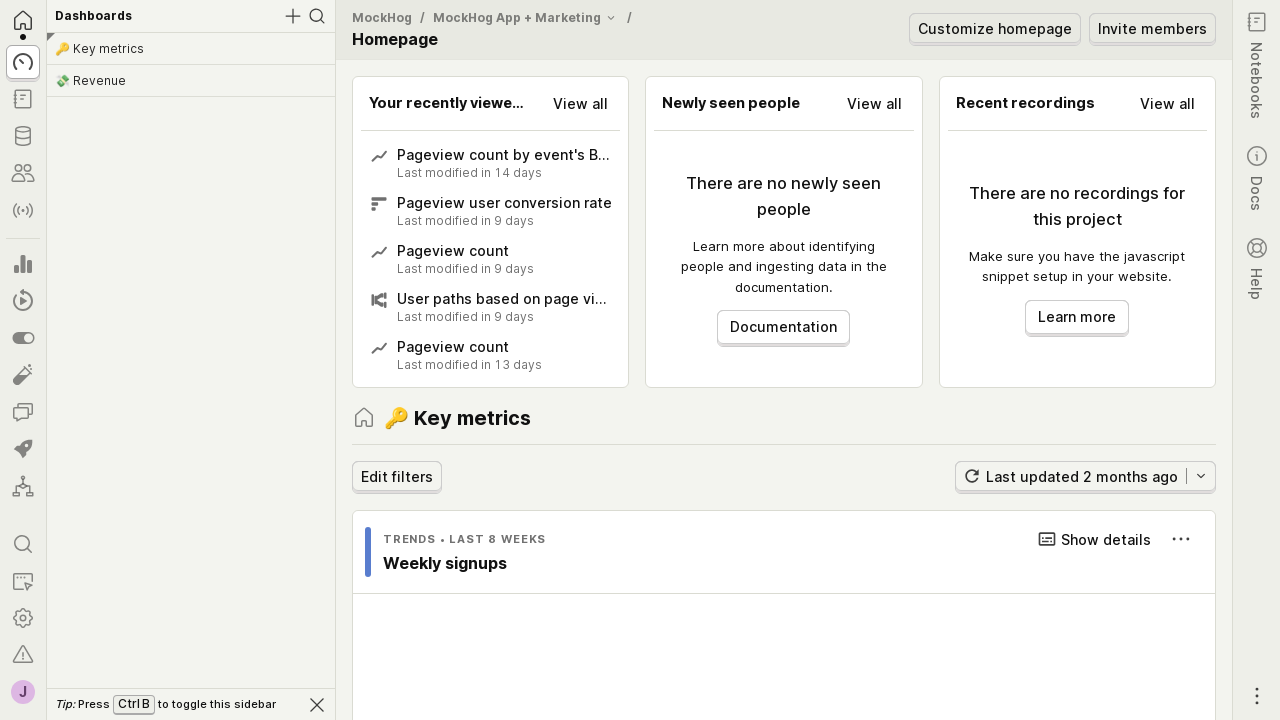 Dashboards
🔑 Key metrics
💸 Revenue
Tip: Press Ctrl B to toggle this sidebar
J
MockHog / MockHog App + Marketing /
Homepage
Customize homepage
Invite members
Your recently viewe...
View all
Pageview count by event's B...
Last modified in 14 days
Pageview user conversion rate
Last modified in 9 days
Pageview count
Last modified in 9 days
User paths based on page vi...
Last modified in 9 days
Pageview count
Last modified in 13 days
Newly seen people
View all
There are no newly seen
people
Learn more about identifying
people and ingesting data in the
documentation.
Documentation
Recent recordings
View all
There are no recordings for
this project
Make sure you have the javascript
snippet setup in your website.
Learn more
🔑 Key metrics
Edit filters
Last updated 2 months ago
TRENDS • LAST 8 WEEKS
Show details
Weekly signups
Notebooks
Docs
Help